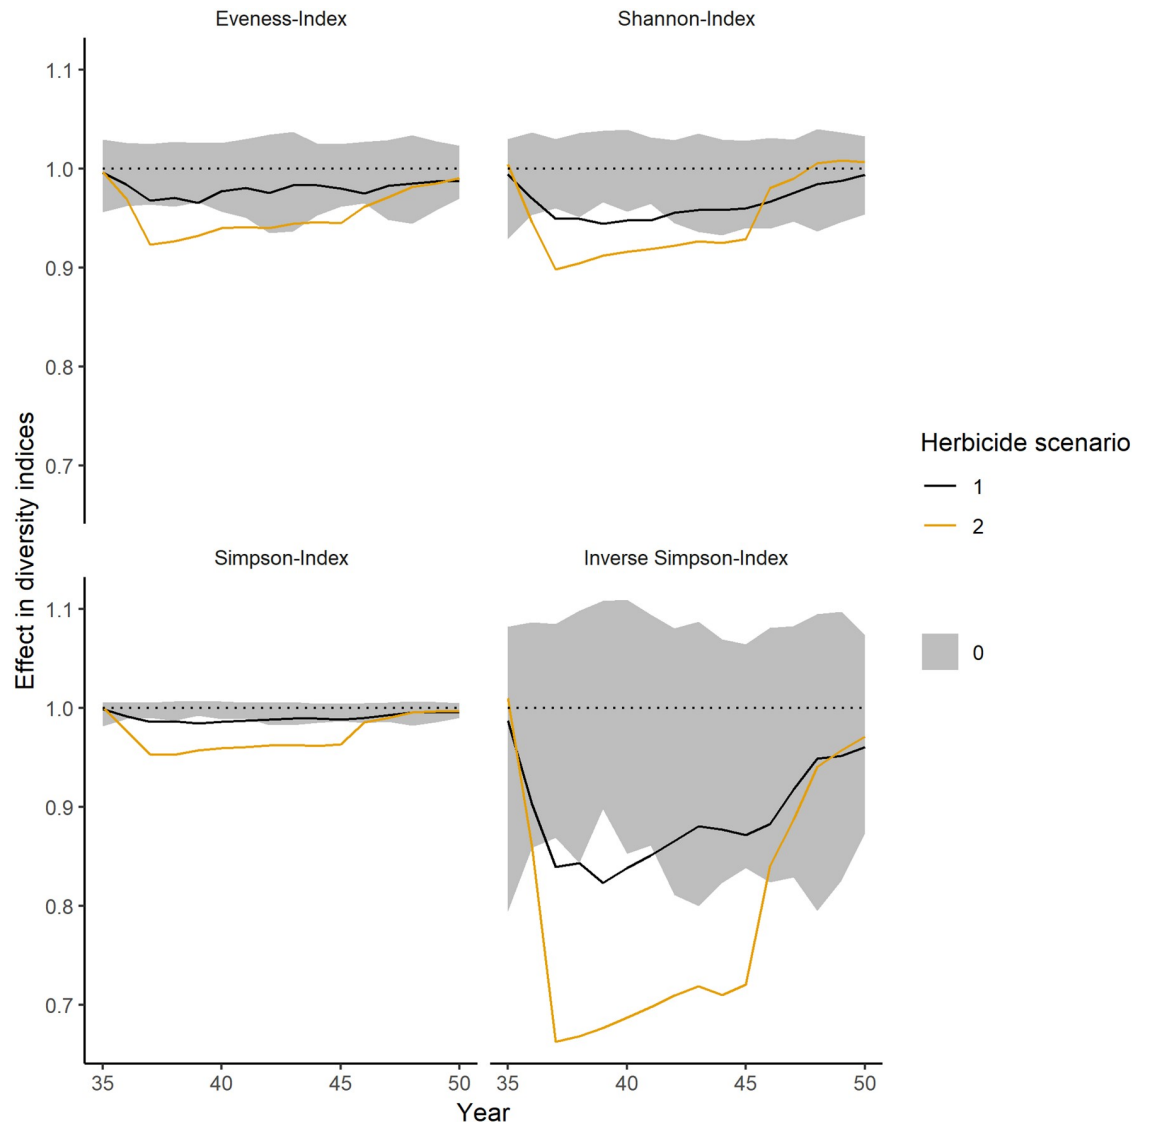 Eveness-Index
Shannon-Index
1.1
1.0
0.9
0.8
0.7
Simpson-Index
Inverse Simpson-Index
1.1
1.0
0.9
0.8
0.7
35 40 45 50
35 40 45 50
Year
Effect in diversity indices
Herbicide scenario
1
2
0